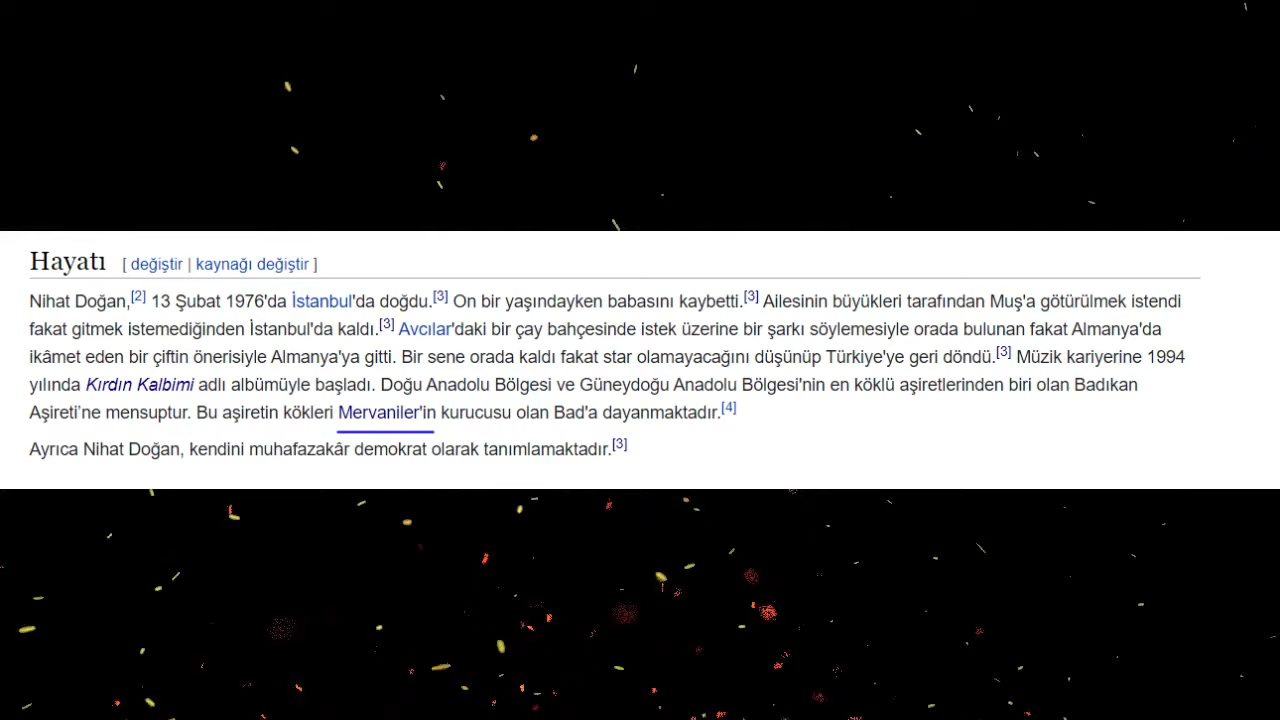 Hayatı [ değiştir | kaynağı değiştir ]
Nihat Doğan,[2] 13 Şubat 1976'da İstanbul'da doğdu.[3] On bir yaşındayken babasını kaybetti.[3] Ailesinin büyükleri tarafından Muş'a götürülmek istendi
fakat gitmek istemediğinden İstanbul'da kaldı.[3] Avcılar'daki bir çay bahçesinde istek üzerine bir şarkı söylemesiyle orada bulunan fakat Almanya'da
ikâmet eden bir çiftin önerisiyle Almanya'ya gitti. Bir sene orada kaldı fakat star olamayacağını düşünüp Türkiye'ye geri döndü.[3] Müzik kariyerine 1994
yılında Kırdın Kalbimi adlı albümüyle başladı. Doğu Anadolu Bölgesi ve Güneydoğu Anadolu Bölgesi'nin en köklü aşiretlerinden biri olan Badıkan
Aşireti’ne mensuptur. Bu aşiretin kökleri Mervaniler'in kurucusu olan Bad'a dayanmaktadır.[4]
Ayrıca Nihat Doğan, kendini muhafazakâr demokrat olarak tanımlamaktadır.[3]